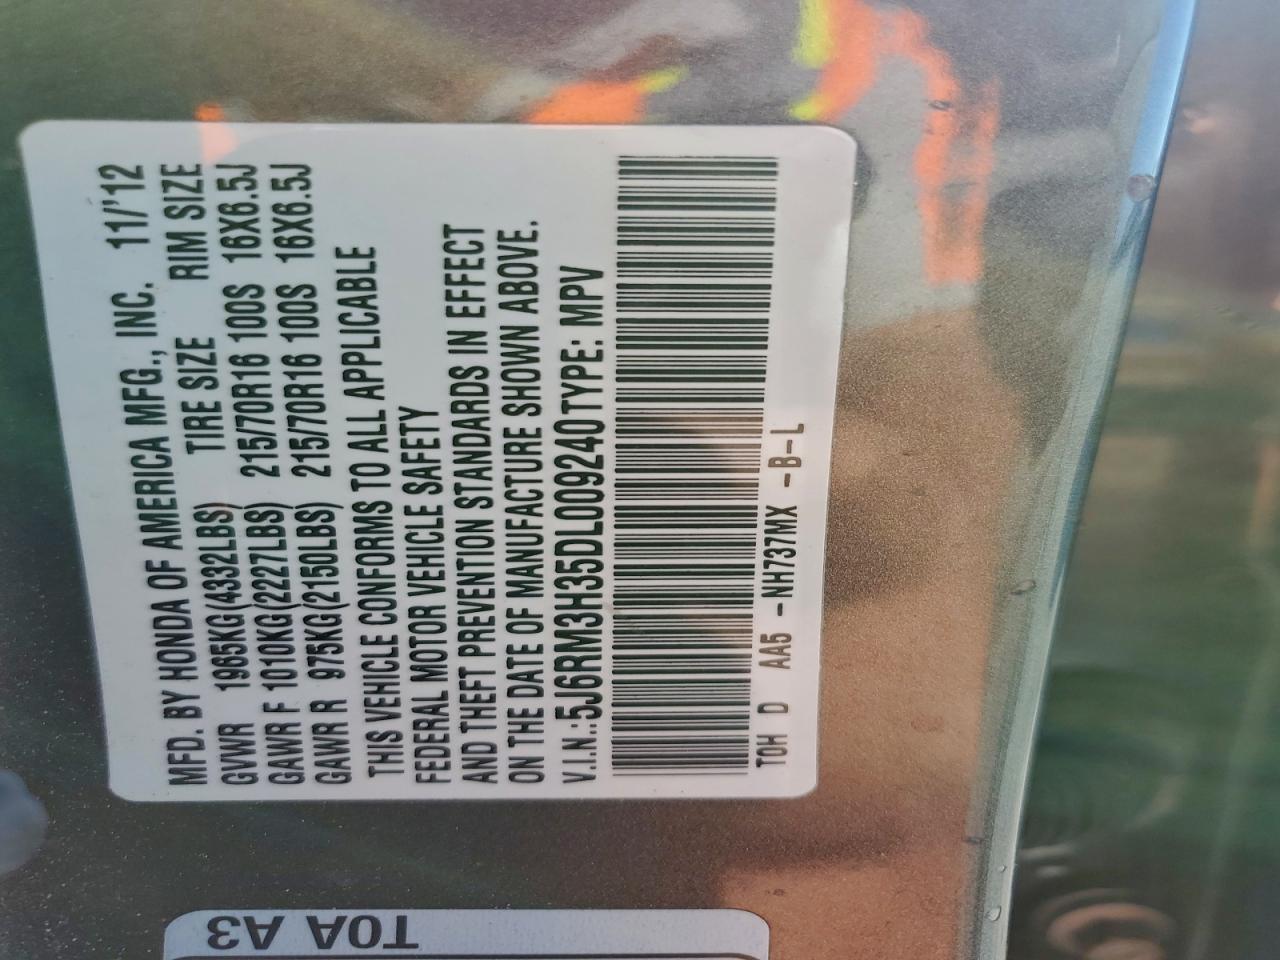 MFD. BY HONDA OF AMERICA MFG., INC. 11/'12
GVWR 1965KG(4332LBS) TIRE SIZE RIM SIZE
GAWR F 1010KG(2227LBS) 215/70R16 100S 16X6.5J
GAWR R 975KG(2150LBS) 215/70R16 100S 16X6.5J
THIS VEHICLE CONFORMS TO ALL APPLICABLE
FEDERAL MOTOR VEHICLE SAFETY
AND THEFT PREVENTION STANDARDS IN EFFECT
ON THE DATE OF MANUFACTURE SHOWN ABOVE.
V.I.N.:5J6RM3H35DL009240TYPE: MPV
TOH D AA5 -NH737MX -B-L
T0A A3